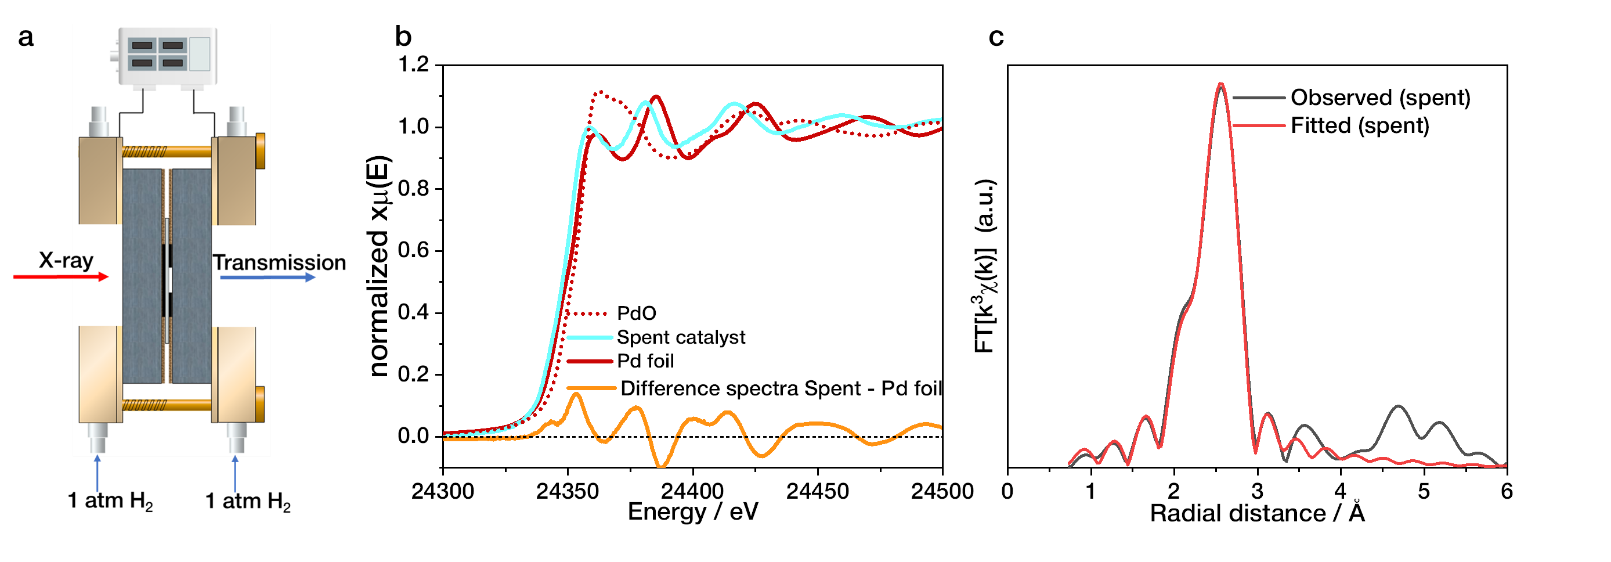 a
X-ray
Transmission
1 atm H₂
1 atm H₂
b
normalized xμ(E)
1.2
1.0
0.8
0.6
0.4
0.2
0.0
PdO
Spent catalyst
Pd foil
Difference spectra Spent - Pd foil
24300 24350 24400 24450 24500
Energy / eV
c
FT[k³χ(k)] (a.u.)
Observed (spent)
Fitted (spent)
0 1 2 3 4 5 6
Radial distance / Å